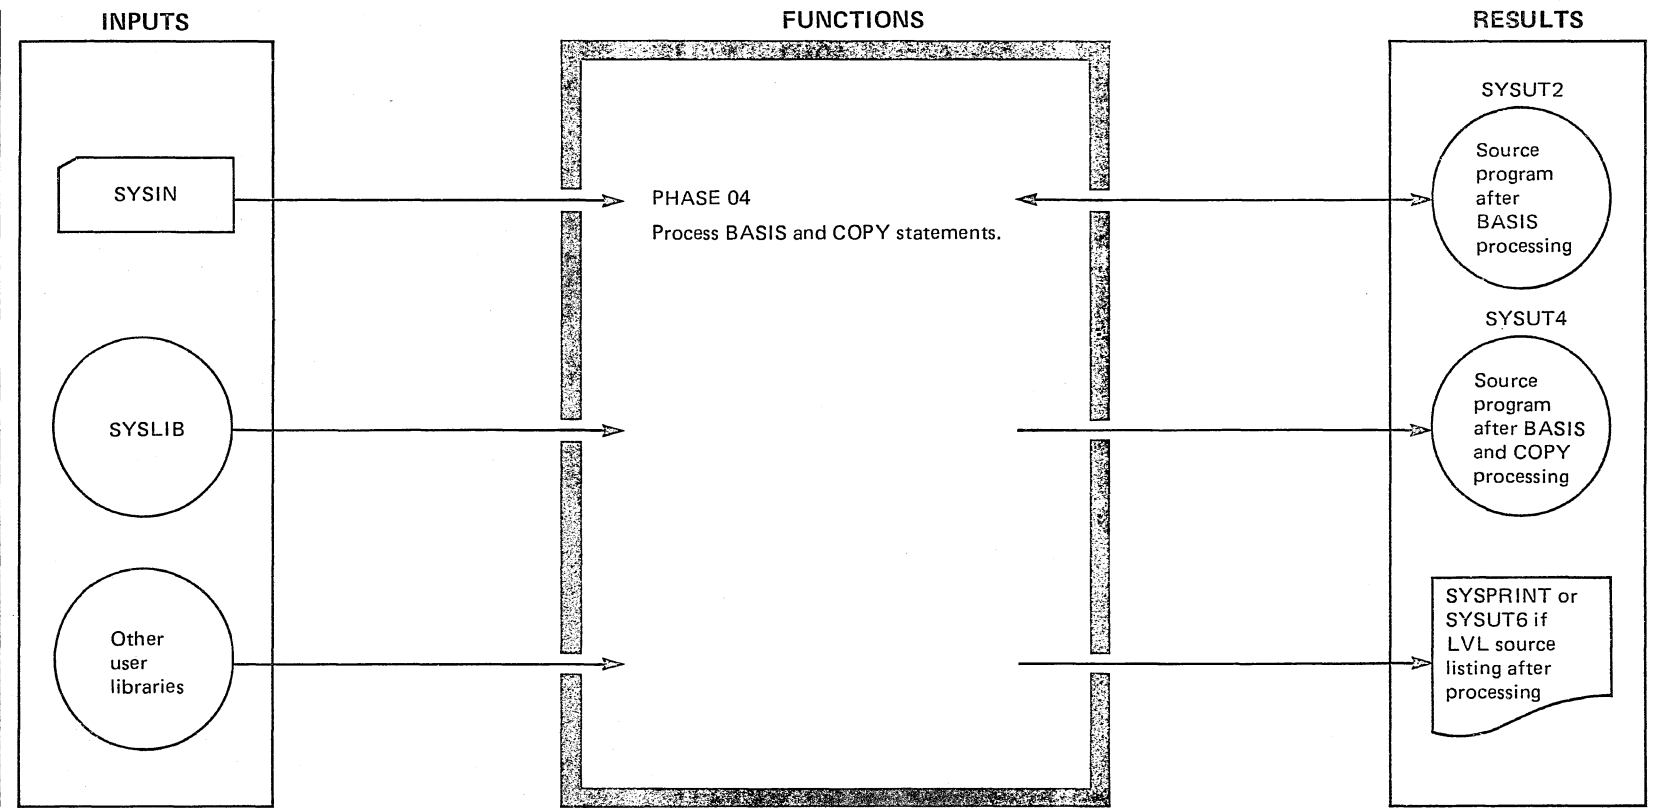 INPUTS
FUNCTIONS
RESULTS
SYSIN
SYSLIB
Other
user
libraries
PHASE 04
Process BASIS and COPY statements.
SYSUT2
Source
program
after
BASIS
processing
SYSUT4
Source
program
after BASIS
and COPY
processing
SYSPRINT or
SYSUT6 if
LVL source
listing after
processing